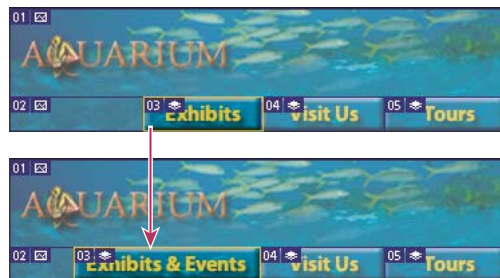 01
AQUARIUM
02 03 04 05
Exhibits Visit Us Tours
01
AQUARIUM
02 03 04 05
Exhibits & Events Visit Us Tours